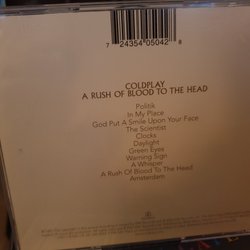 7 24354 05042 8
COLDPLAY
A RUSH OF BLOOD TO THE HEAD
Politik
In My Place
God Put A Smile Upon Your Face
The Scientist
Clocks
Daylight
Green Eyes
Warning Sign
A Whisper
A Rush Of Blood To The Head
Amsterdam